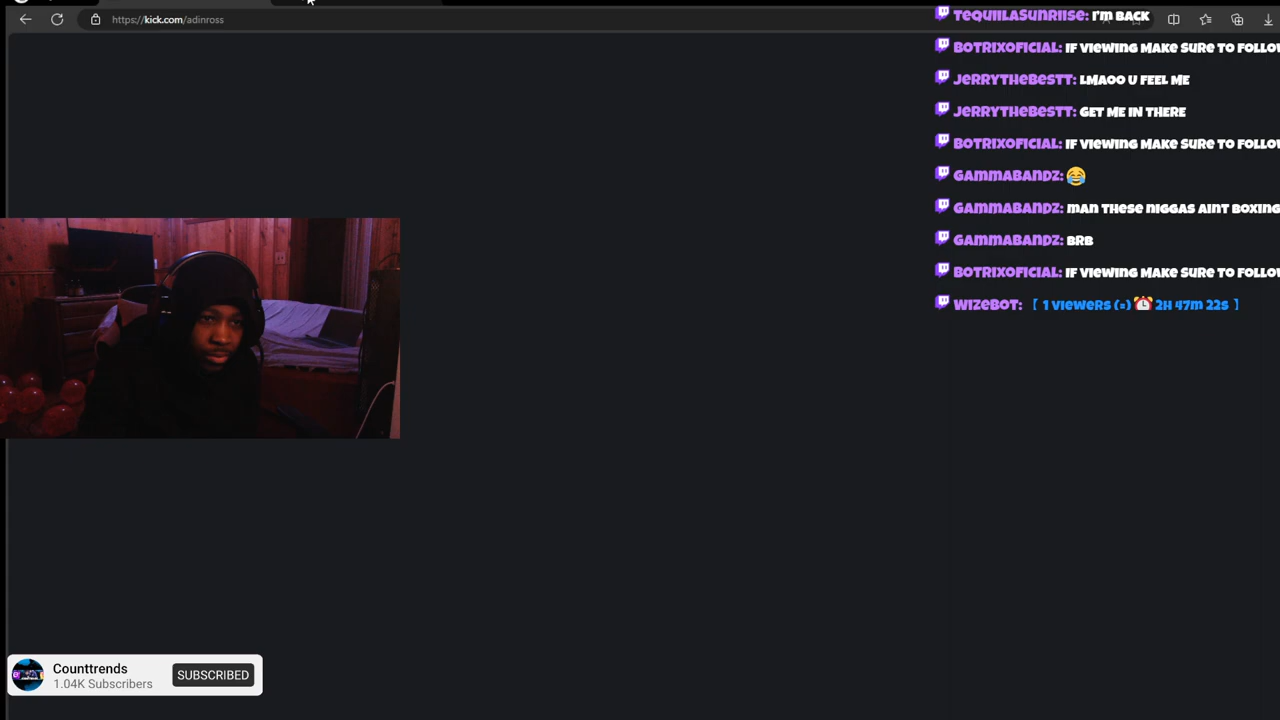 https://kick.com/adinross
TEQUIILASUNRIISE: I'M BACK
BOTRIXOFICIAL: IF VIEWING MAKE SURE TO FOLLOW
JERRYTHEBESTT: LMAOO U FEEL ME
JERRYTHEBESTT: GET ME IN THERE
BOTRIXOFICIAL: IF VIEWING MAKE SURE TO FOLLOW
GAMMABANDZ: 😂
GAMMABANDZ: MAN THESE NIGGAS AINT BOXING
GAMMABANDZ: BRB
BOTRIXOFICIAL: IF VIEWING MAKE SURE TO FOLLOW
WIZEBOT: [ 1 VIEWERS (=) ⏰ 2H 47M 22S ]
Counttrends
1.04K Subscribers
SUBSCRIBED